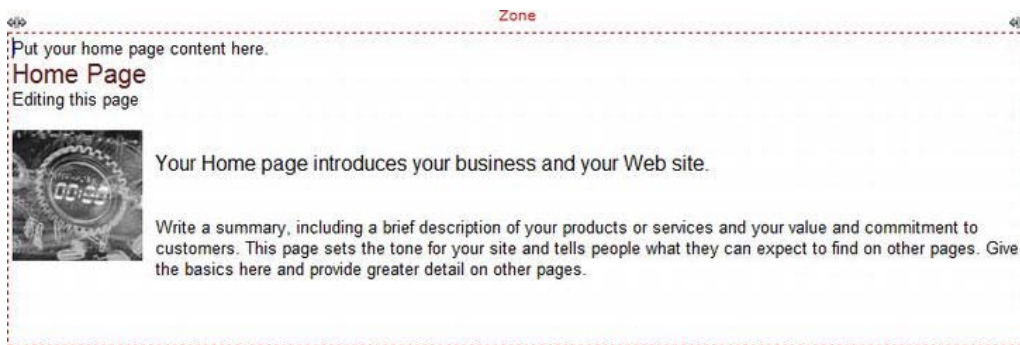 Zone
Put your home page content here.
Home Page
Editing this page
00:00
Your Home page introduces your business and your Web site.
Write a summary, including a brief description of your products or services and your value and commitment to
customers. This page sets the tone for your site and tells people what they can expect to find on other pages. Give
the basics here and provide greater detail on other pages.